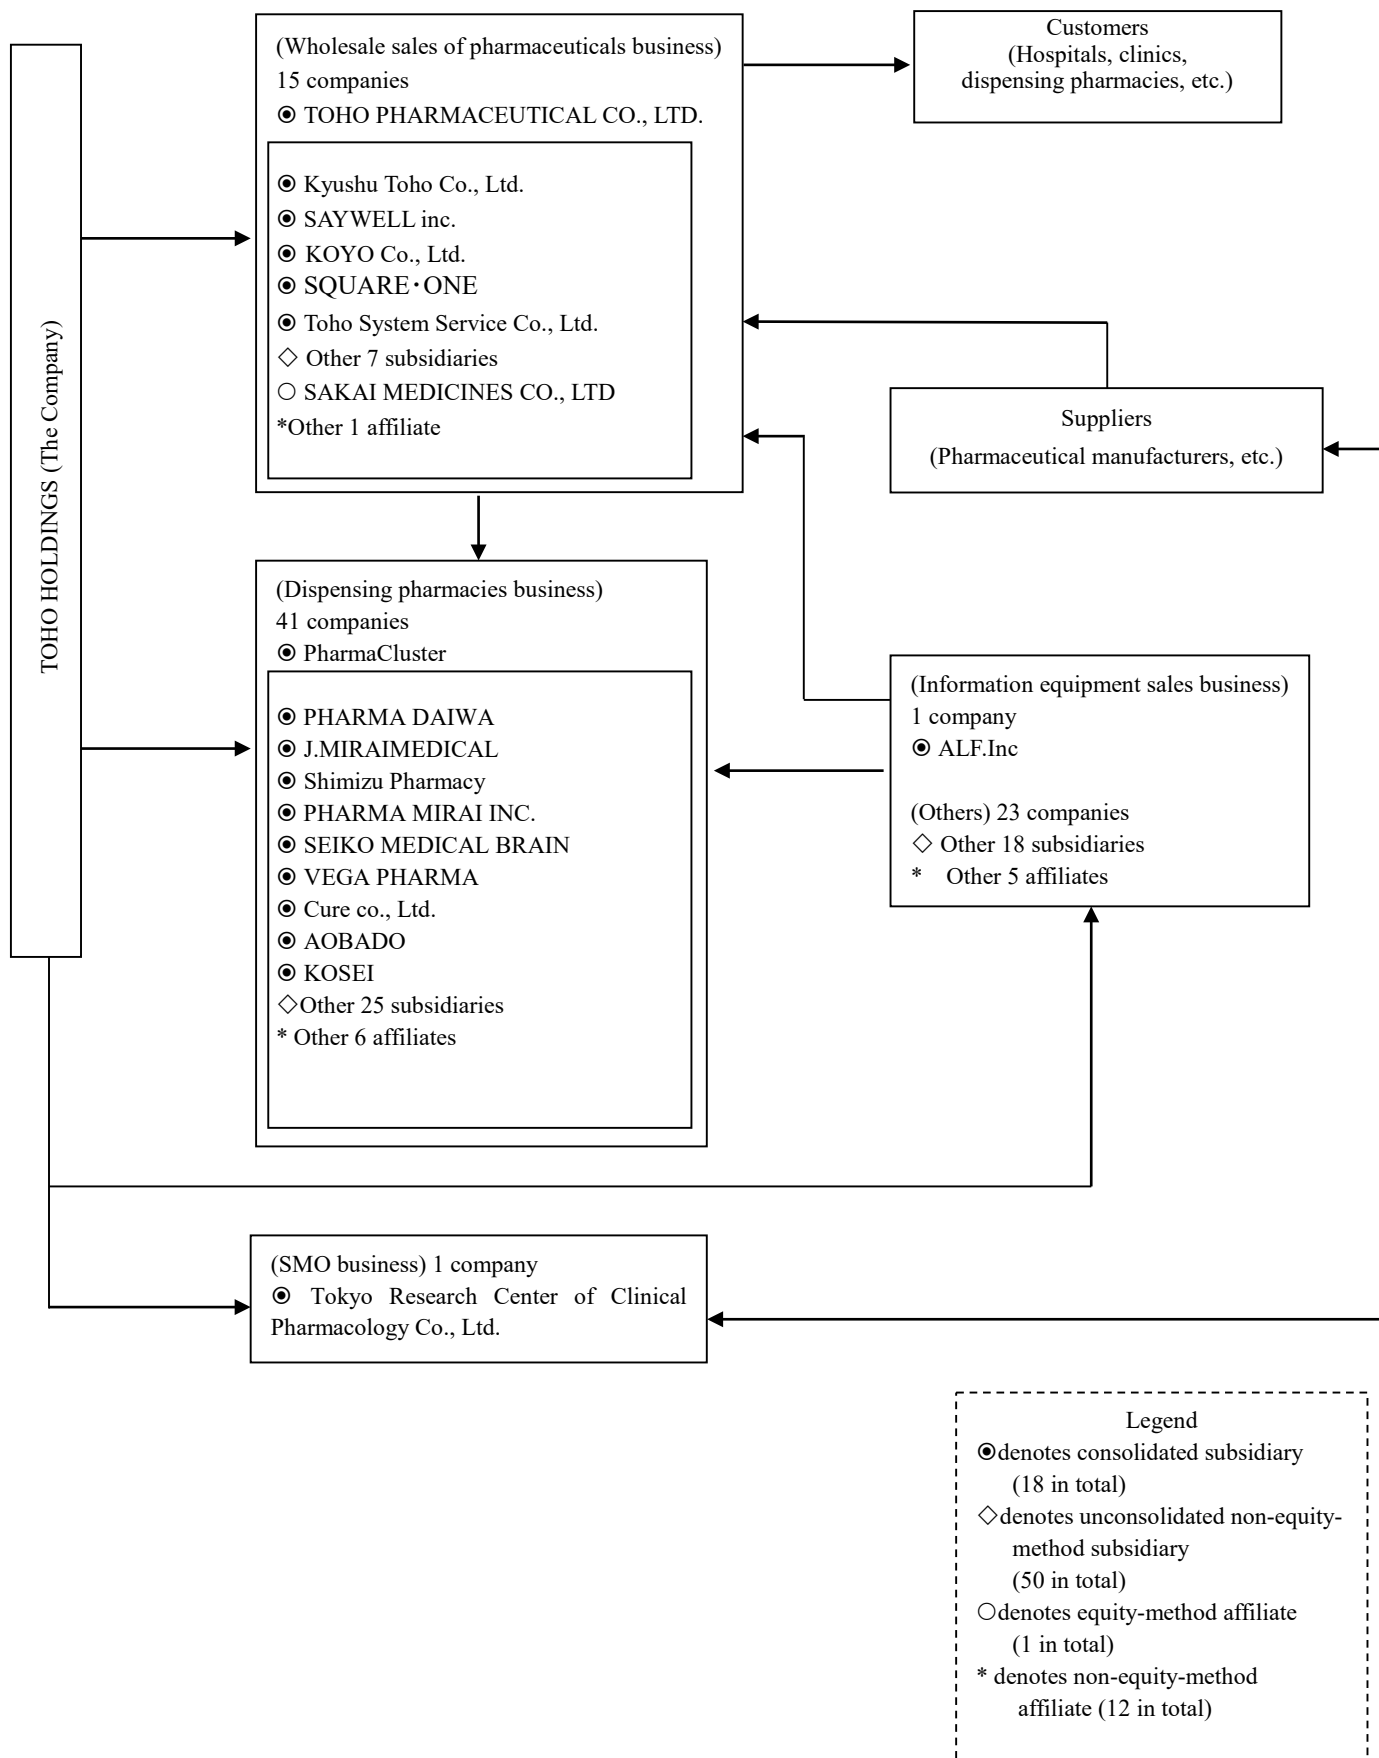 TOHO HOLDINGS (The Company)
(Wholesale sales of pharmaceuticals business)
15 companies
◉ TOHO PHARMACEUTICAL CO., LTD.
◉ Kyushu Toho Co., Ltd.
◉ SAYWELL inc.
◉ KOYO Co., Ltd.
◉ SQUARE・ONE
◉ Toho System Service Co., Ltd.
◇ Other 7 subsidiaries
○ SAKAI MEDICINES CO., LTD
*Other 1 affiliate
Customers
(Hospitals, clinics,
dispensing pharmacies, etc.)
Suppliers
(Pharmaceutical manufacturers, etc.)
(Dispensing pharmacies business)
41 companies
◉ PharmaCluster
◉ PHARMA DAIWA
◉ J.MIRAIMEDICAL
◉ Shimizu Pharmacy
◉ PHARMA MIRAI INC.
◉ SEIKO MEDICAL BRAIN
◉ VEGA PHARMA
◉ Cure co., Ltd.
◉ AOBADO
◉ KOSEI
◇Other 25 subsidiaries
* Other 6 affiliates
(Information equipment sales business)
1 company
◉ ALF.Inc
(Others) 23 companies
◇ Other 18 subsidiaries
* Other 5 affiliates
(SMO business) 1 company
◉ Tokyo Research Center of Clinical
Pharmacology Co., Ltd.
Legend
◉denotes consolidated subsidiary
(18 in total)
◇denotes unconsolidated non-equity-
method subsidiary
(50 in total)
○denotes equity-method affiliate
(1 in total)
* denotes non-equity-method
affiliate (12 in total)